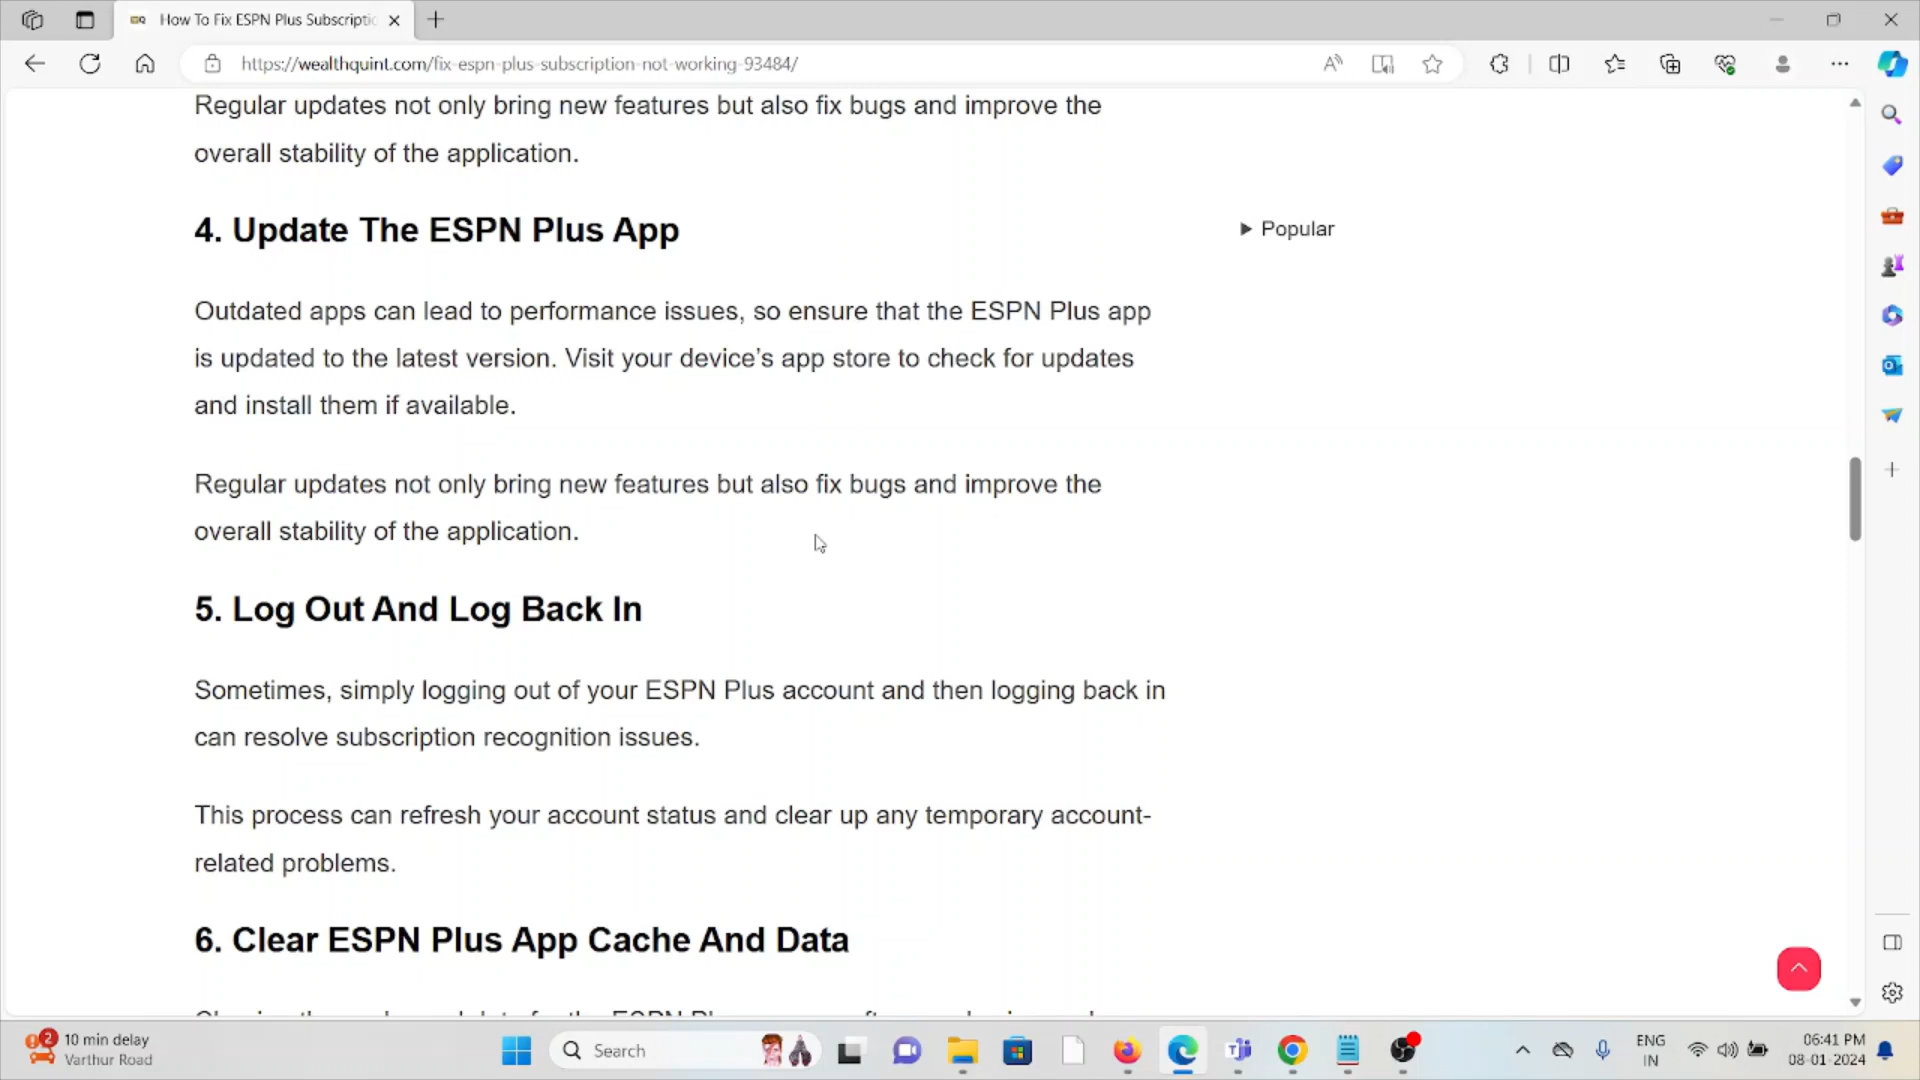 How To Fix ESPN Plus Subscriptio
https://wealthquint.com/fix-espn-plus-subscription-not-working-93484/
Regular updates not only bring new features but also fix bugs and improve the
overall stability of the application.
4. Update The ESPN Plus App
Popular
Outdated apps can lead to performance issues, so ensure that the ESPN Plus app
is updated to the latest version. Visit your device’s app store to check for updates
and install them if available.
Regular updates not only bring new features but also fix bugs and improve the
overall stability of the application.
5. Log Out And Log Back In
Sometimes, simply logging out of your ESPN Plus account and then logging back in
can resolve subscription recognition issues.
This process can refresh your account status and clear up any temporary account-
related problems.
6. Clear ESPN Plus App Cache And Data
2
10 min delay
Varthur Road
Search
ENG
IN
06:41 PM
08-01-2024